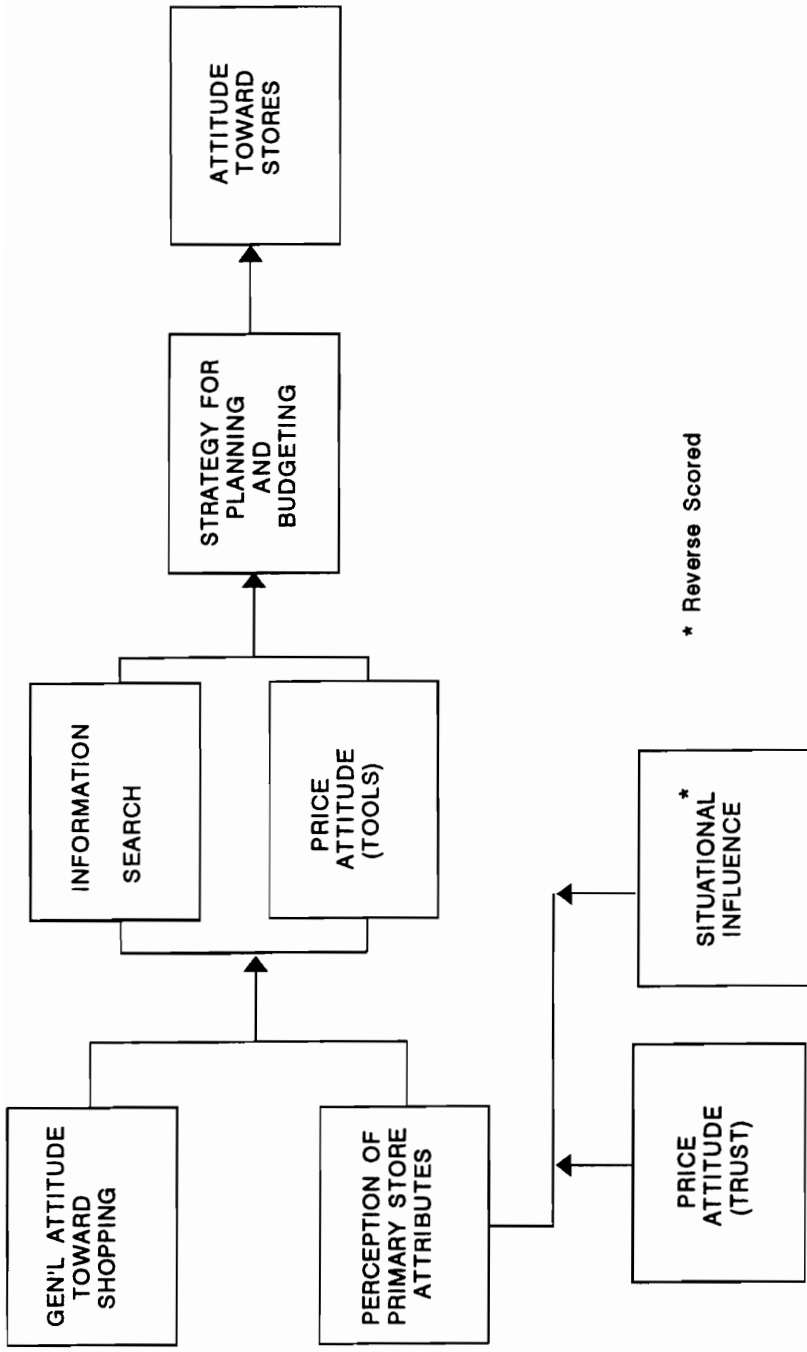 GEN'L ATTITUDE
TOWARD
SHOPPING
PERCEPTION OF
PRIMARY STORE
ATTRIBUTES
INFORMATION
SEARCH
PRICE
ATTITUDE
(TOOLS)
STRATEGY FOR
PLANNING
AND
BUDGETING
ATTITUDE
TOWARD
STORES
PRICE
ATTITUDE
(TRUST)
SITUATIONAL *
INFLUENCE
* Reverse Scored